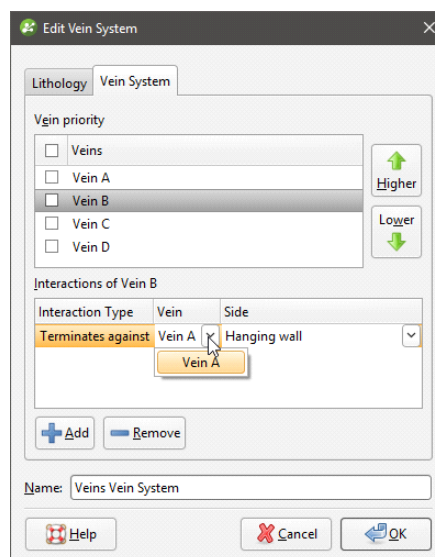 Edit Vein System
Lithology Vein System
Vein priority
Veins
Vein A
Vein B
Vein C
Vein D
Higher
Lower
Interactions of Vein B
Interaction Type Vein Side
Terminates against Vein A Hanging wall
Vein A
Add Remove
Name: Veins Vein System
Help Cancel OK